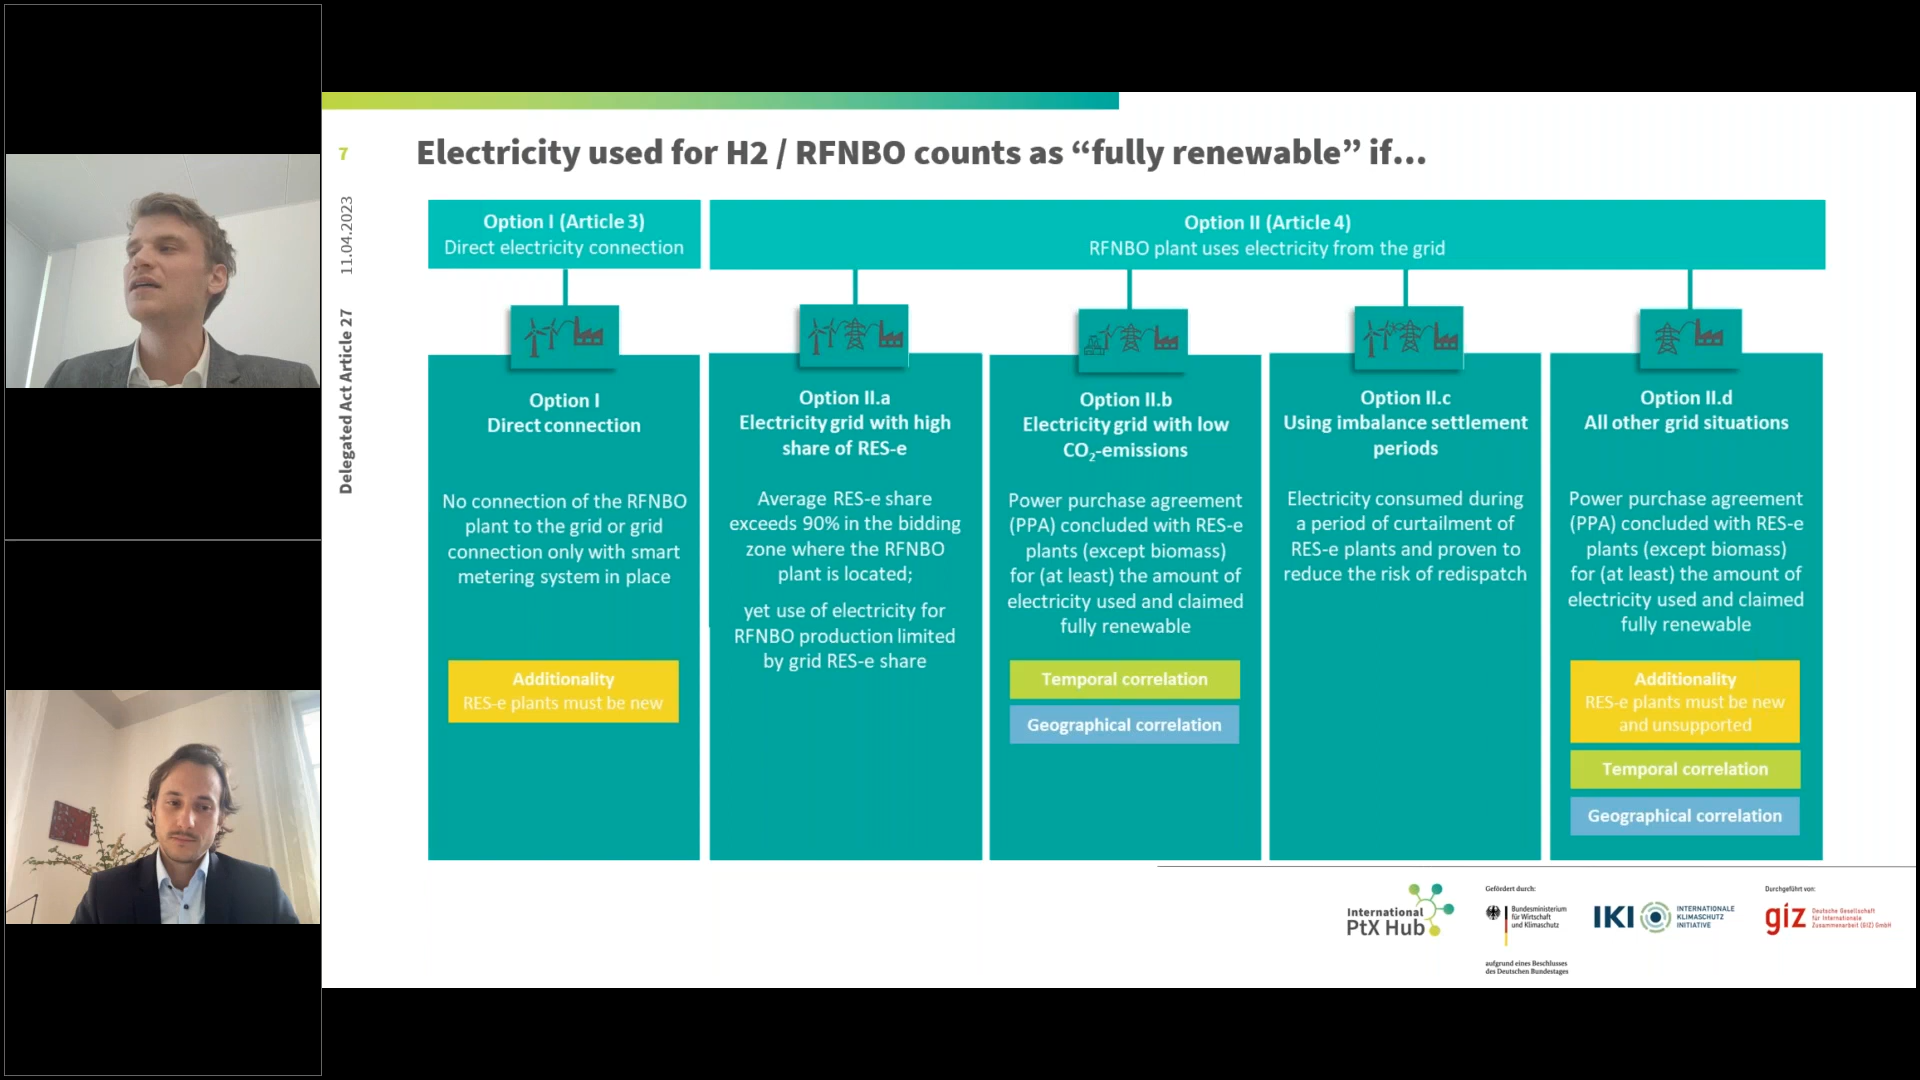 7
Electricity used for H2 / RFNBO counts as “fully renewable” if…
11.04.2023
Delegated Act Article 27
Option I (Article 3)
Direct electricity connection
Option II (Article 4)
RFNBO plant uses electricity from the grid
Option I
Direct connection
No connection of the RFNBO
plant to the grid or grid
connection only with smart
metering system in place
Additionality
RES-e plants must be new
Option II.a
Electricity grid with high
share of RES-e
Average RES-e share
exceeds 90% in the bidding
zone where the RFNBO
plant is located;
yet use of electricity for
RFNBO production limited
by grid RES-e share
Option II.b
Electricity grid with low
CO₂-emissions
Power purchase agreement
(PPA) concluded with RES-e
plants (except biomass)
for (at least) the amount of
electricity used and claimed
fully renewable
Temporal correlation
Geographical correlation
Option II.c
Using imbalance settlement
periods
Electricity consumed during
a period of curtailment of
RES-e plants and proven to
reduce the risk of redispatch
Option II.d
All other grid situations
Power purchase agreement
(PPA) concluded with RES-e
plants (except biomass)
for (at least) the amount of
electricity used and claimed
fully renewable
Additionality
RES-e plants must be new
and unsupported
Temporal correlation
Geographical correlation
International
PtX Hub
Gefördert durch:
Bundesministerium
für Wirtschaft
und Klimaschutz
aufgrund eines Beschlusses
des Deutschen Bundestages
IKI
INTERNATIONALE
KLIMASCHUTZ
INITIATIVE
Durchgeführt von:
giz
Deutsche Gesellschaft
für Internationale
Zusammenarbeit (GIZ) GmbH